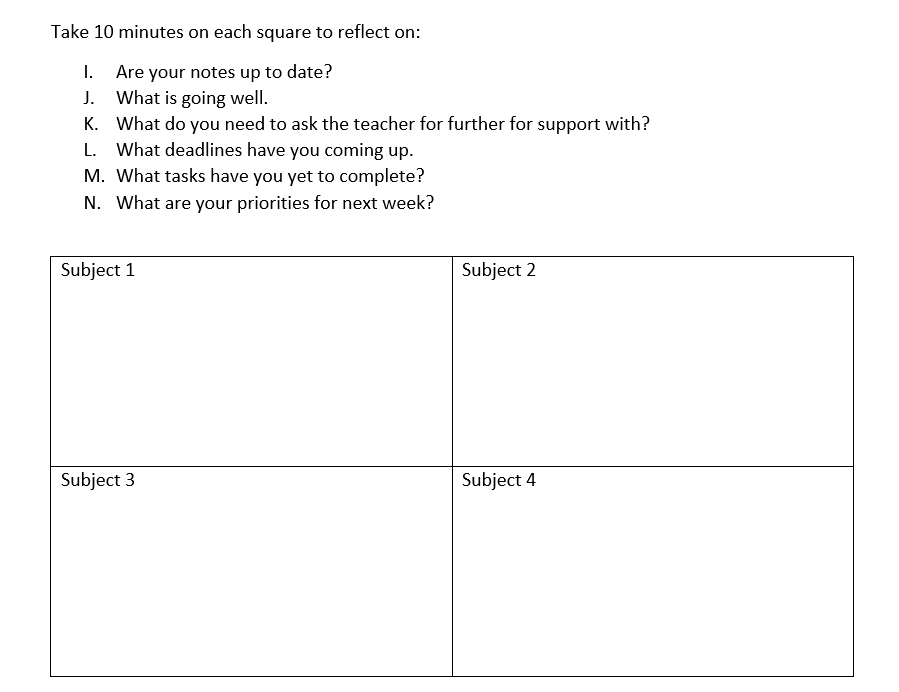 Take 10 minutes on each square to reflect on:
I. Are your notes up to date?
J. What is going well.
K. What do you need to ask the teacher for further for support with?
L. What deadlines have you coming up.
M. What tasks have you yet to complete?
N. What are your priorities for next week?
Subject 1
Subject 2
Subject 3
Subject 4